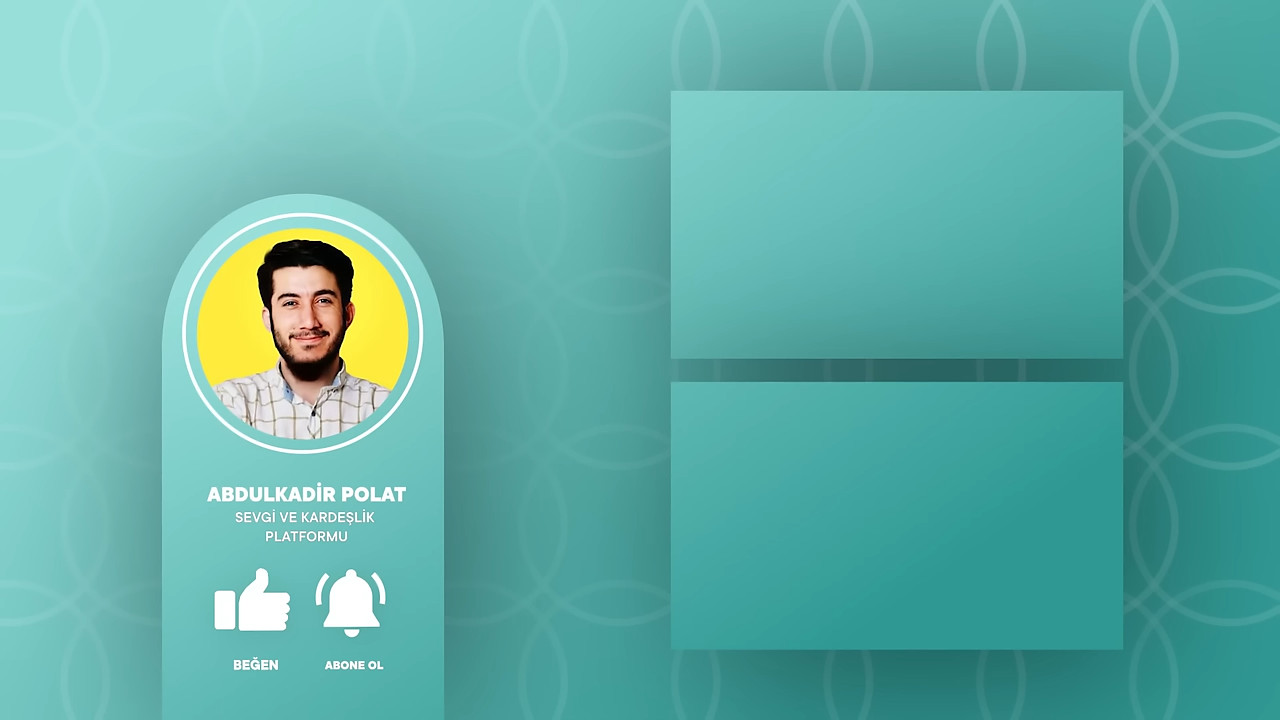 ABDULKADİR POLAT
SEVGİ VE KARDEŞLİK
PLATFORMU
BEĞEN
ABONE OL